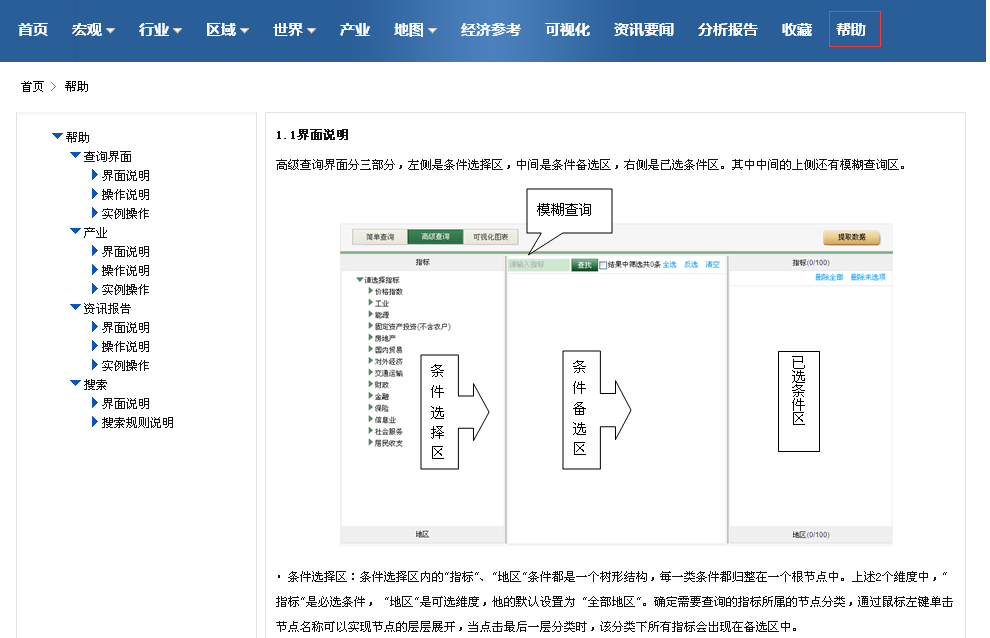 首页 宏观 行业 区域 世界 产业 地图 经济参考 可视化 资讯要闻 分析报告 收藏 帮助
首页 > 帮助
帮助
查询界面
界面说明
操作说明
实例操作
产业
界面说明
操作说明
实例操作
资讯报告
界面说明
操作说明
实例操作
搜索
界面说明
搜索规则说明
1.1界面说明
高级查询界面分三部分，左侧是条件选择区，中间是条件备选区，右侧是已选条件区。其中中间的上侧还有模糊查询区。
模糊查询
简单查询 高级查询 可视化图表 提取数据
指标
请输入指标 查找 结果中筛选共0条 全选 反选 清空
指标(0/100)
删除全部 删除未选项
请选择指标
价格指数
工业
能源
固定资产投资(不含农户)
房地产
国内贸易
对外经济
交通运输
财政
金融
保险
信息业
社会服务
居民收支
条件选择区
条件备选区
已选条件区
地区
地区(0/100)
· 条件选择区：条件选择区内的“指标”、“地区”条件都是一个树形结构，每一类条件都归整在一个根节点中。上述2个维度中，“
指标”是必选条件， “地区”是可选维度，他的默认设置为 “全部地区”。确定需要查询的指标所属的节点分类，通过鼠标左键单击
节点名称可以实现节点的层层展开，当点击最后一层分类时，该分类下所有指标会出现在备选区中。